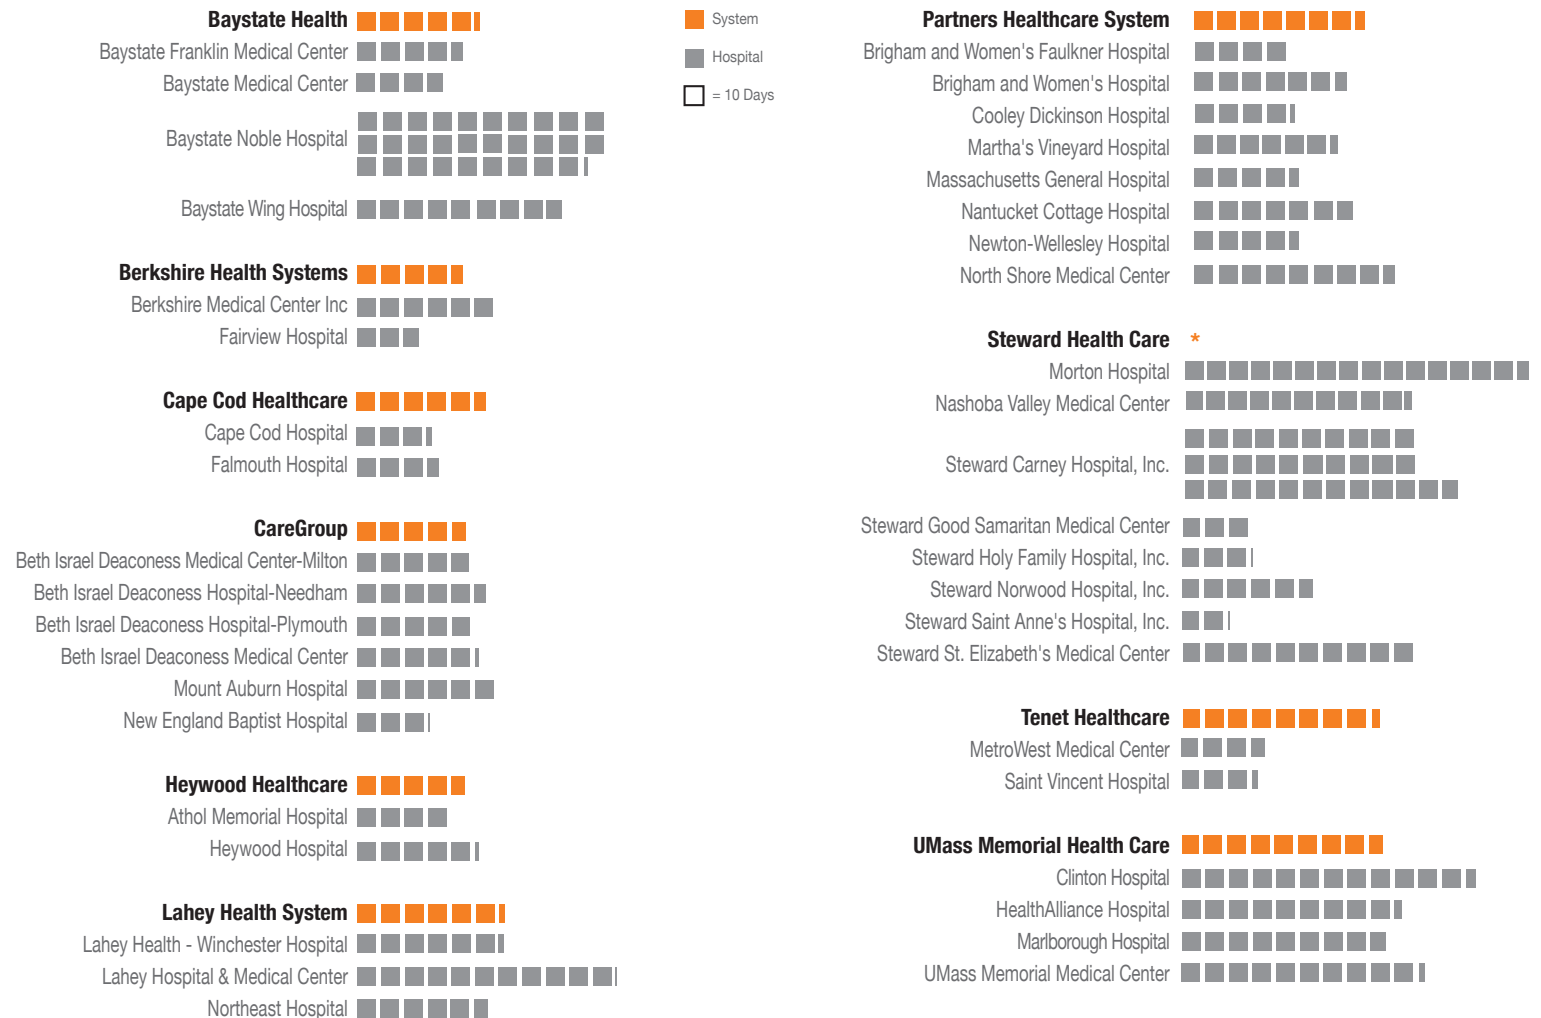 Baystate Health
Baystate Franklin Medical Center
Baystate Medical Center
Baystate Noble Hospital
Baystate Wing Hospital
Berkshire Health Systems
Berkshire Medical Center Inc
Fairview Hospital
Cape Cod Healthcare
Cape Cod Hospital
Falmouth Hospital
CareGroup
Beth Israel Deaconess Medical Center-Milton
Beth Israel Deaconess Hospital-Needham
Beth Israel Deaconess Hospital-Plymouth
Beth Israel Deaconess Medical Center
Mount Auburn Hospital
New England Baptist Hospital
Heywood Healthcare
Athol Memorial Hospital
Heywood Hospital
Lahey Health System
Lahey Health - Winchester Hospital
Lahey Hospital & Medical Center
Northeast Hospital
System
Hospital
= 10 Days
Partners Healthcare System
Brigham and Women's Faulkner Hospital
Brigham and Women's Hospital
Cooley Dickinson Hospital
Martha's Vineyard Hospital
Massachusetts General Hospital
Nantucket Cottage Hospital
Newton-Wellesley Hospital
North Shore Medical Center
Steward Health Care *
Morton Hospital
Nashoba Valley Medical Center
Steward Carney Hospital, Inc.
Steward Good Samaritan Medical Center
Steward Holy Family Hospital, Inc.
Steward Norwood Hospital, Inc.
Steward Saint Anne's Hospital, Inc.
Steward St. Elizabeth's Medical Center
Tenet Healthcare
MetroWest Medical Center
Saint Vincent Hospital
UMass Memorial Health Care
Clinton Hospital
HealthAlliance Hospital
Marlborough Hospital
UMass Memorial Medical Center